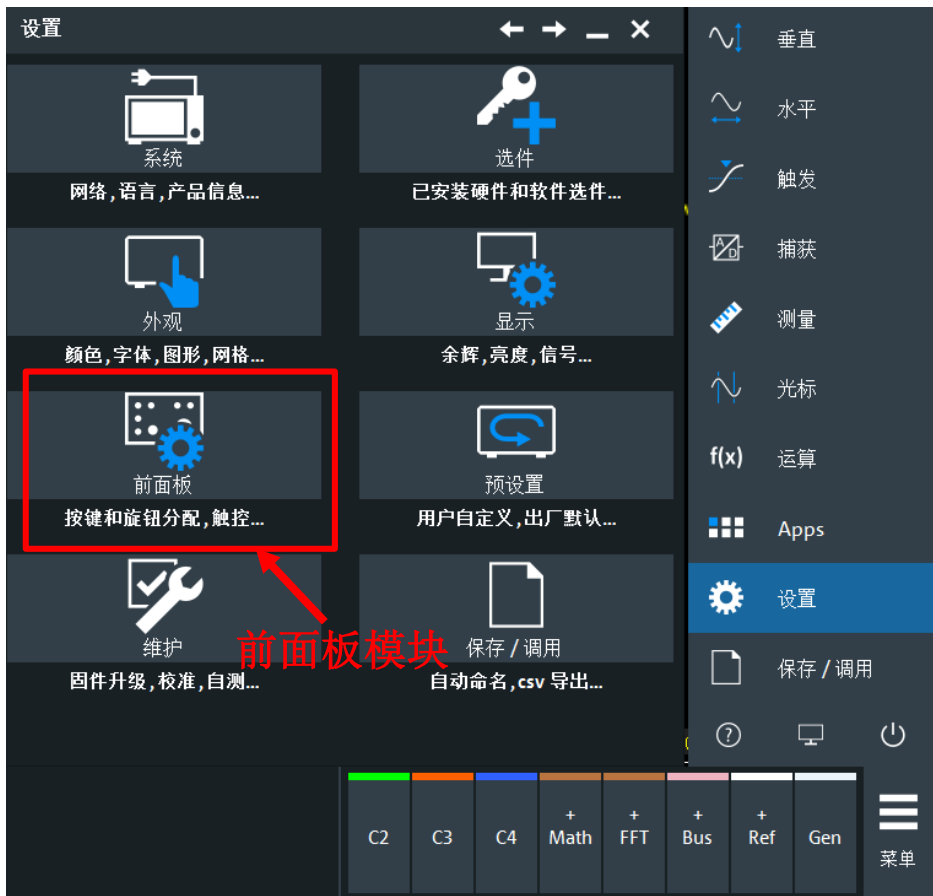 设置
系统
网络,语言,产品信息...
选件
已安装硬件和软件选件...
外观
颜色,字体,图形,网格...
显示
余辉,亮度,信号...
前面板
按键和旋钮分配,触控...
预设置
用户自定义,出厂默认...
维护
固件升级,校准,自测...
保存 / 调用
自动命名,csv 导出...
前面板模块
垂直
水平
触发
A/D
捕获
测量
光标
f(x) 运算
Apps
设置
保存 / 调用
?
C2
C3
C4
+
Math
+
FFT
+
Bus
+
Ref
Gen
菜单